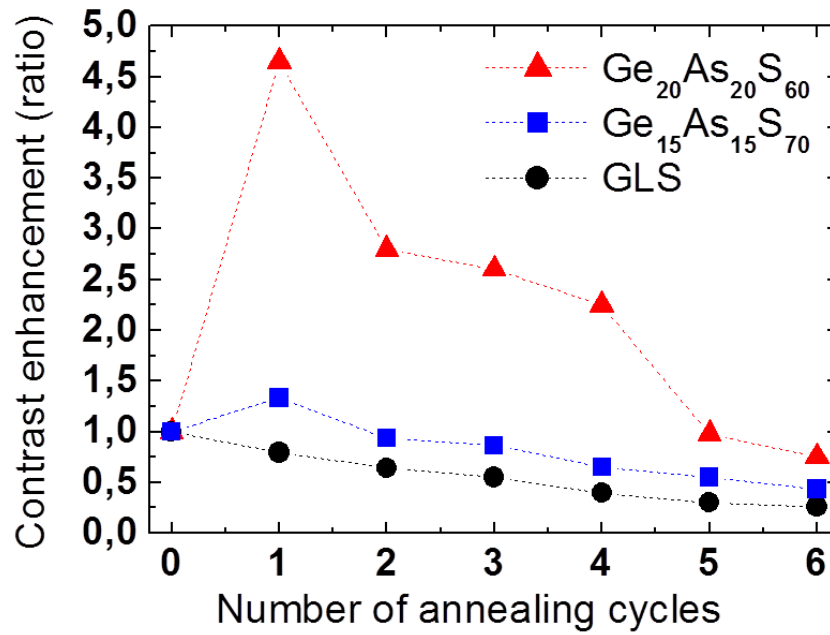 5,0
4,5
4,0
3,5
3,0
2,5
2,0
1,5
1,0
0,5
0,0
Contrast enhancement (ratio)
Ge₂₀As₂₀S₆₀
Ge₁₅As₁₅S₇₀
GLS
0 1 2 3 4 5 6
Number of annealing cycles